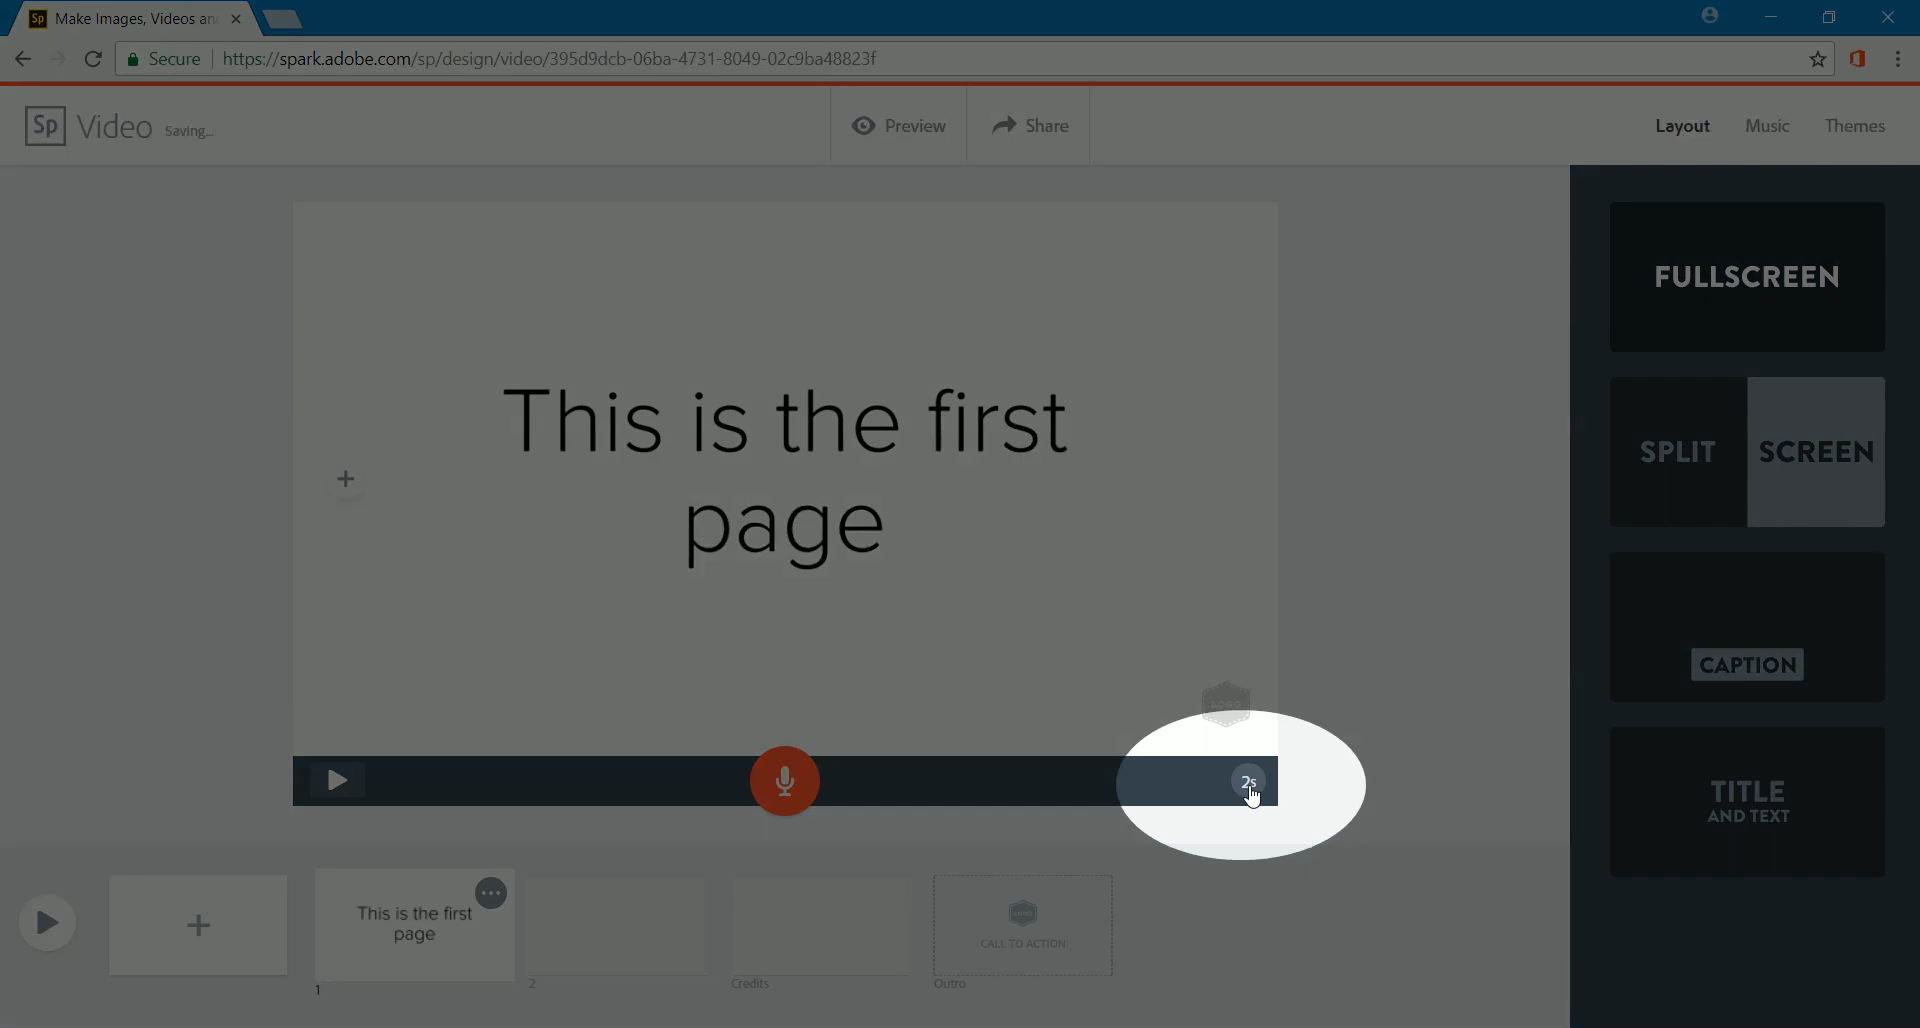 Sp Make Images, Videos an
Secure https://spark.adobe.com/sp/design/video/395d9dcb-06ba-4731-8049-02c9ba48823f
Sp Video Saving... Preview Share Layout Music Themes
FULLSCREEN
This is the first
page
SPLIT SCREEN
CAPTION
LOGO
2s
TITLE
AND TEXT
This is the first
page
CALL TO ACTION
1 2 Credits Outro